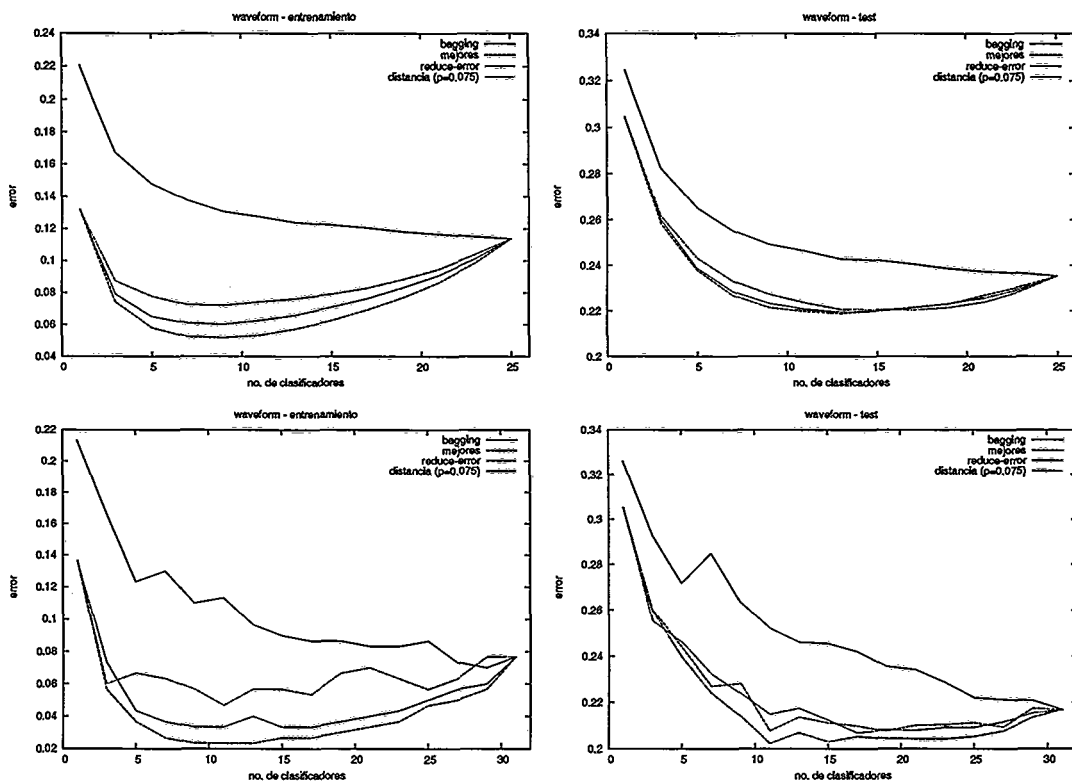 waveform - entrenamiento
0.24
0.22
0.2
0.18
0.16
0.14
0.12
0.1
0.08
0.06
0.04
error
0
5
10
15
20
25
no. de clasificadores
bagging
mejores
reduce-error
distancia (p=0.075)
waveform - test
0.34
0.32
0.3
0.28
0.26
0.24
0.22
0.2
error
0
5
10
15
20
25
no. de clasificadores
bagging
mejores
reduce-error
distancia (p=0.075)
waveform - entrenamiento
0.22
0.2
0.18
0.16
0.14
0.12
0.1
0.08
0.06
0.04
0.02
error
0
5
10
15
20
25
30
no. de clasificadores
bagging
mejores
reduce-error
distancia (p=0.075)
waveform - test
0.34
0.32
0.3
0.28
0.26
0.24
0.22
0.2
error
0
5
10
15
20
25
30
no. de clasificadores
bagging
mejores
reduce-error
distancia (p=0.075)